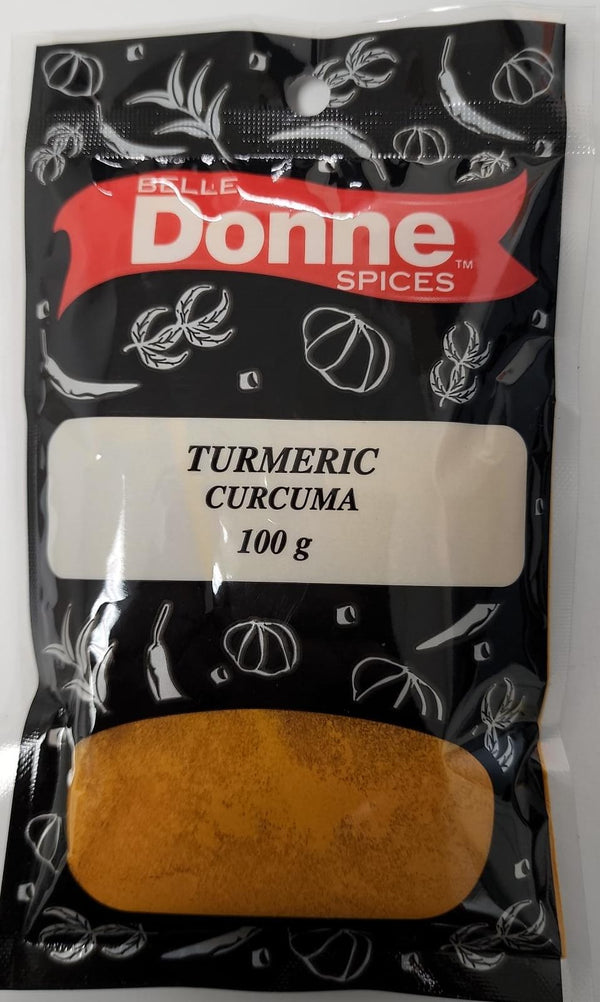 BELLE
Donne
SPICES™
TURMERIC
CURCUMA
100 g